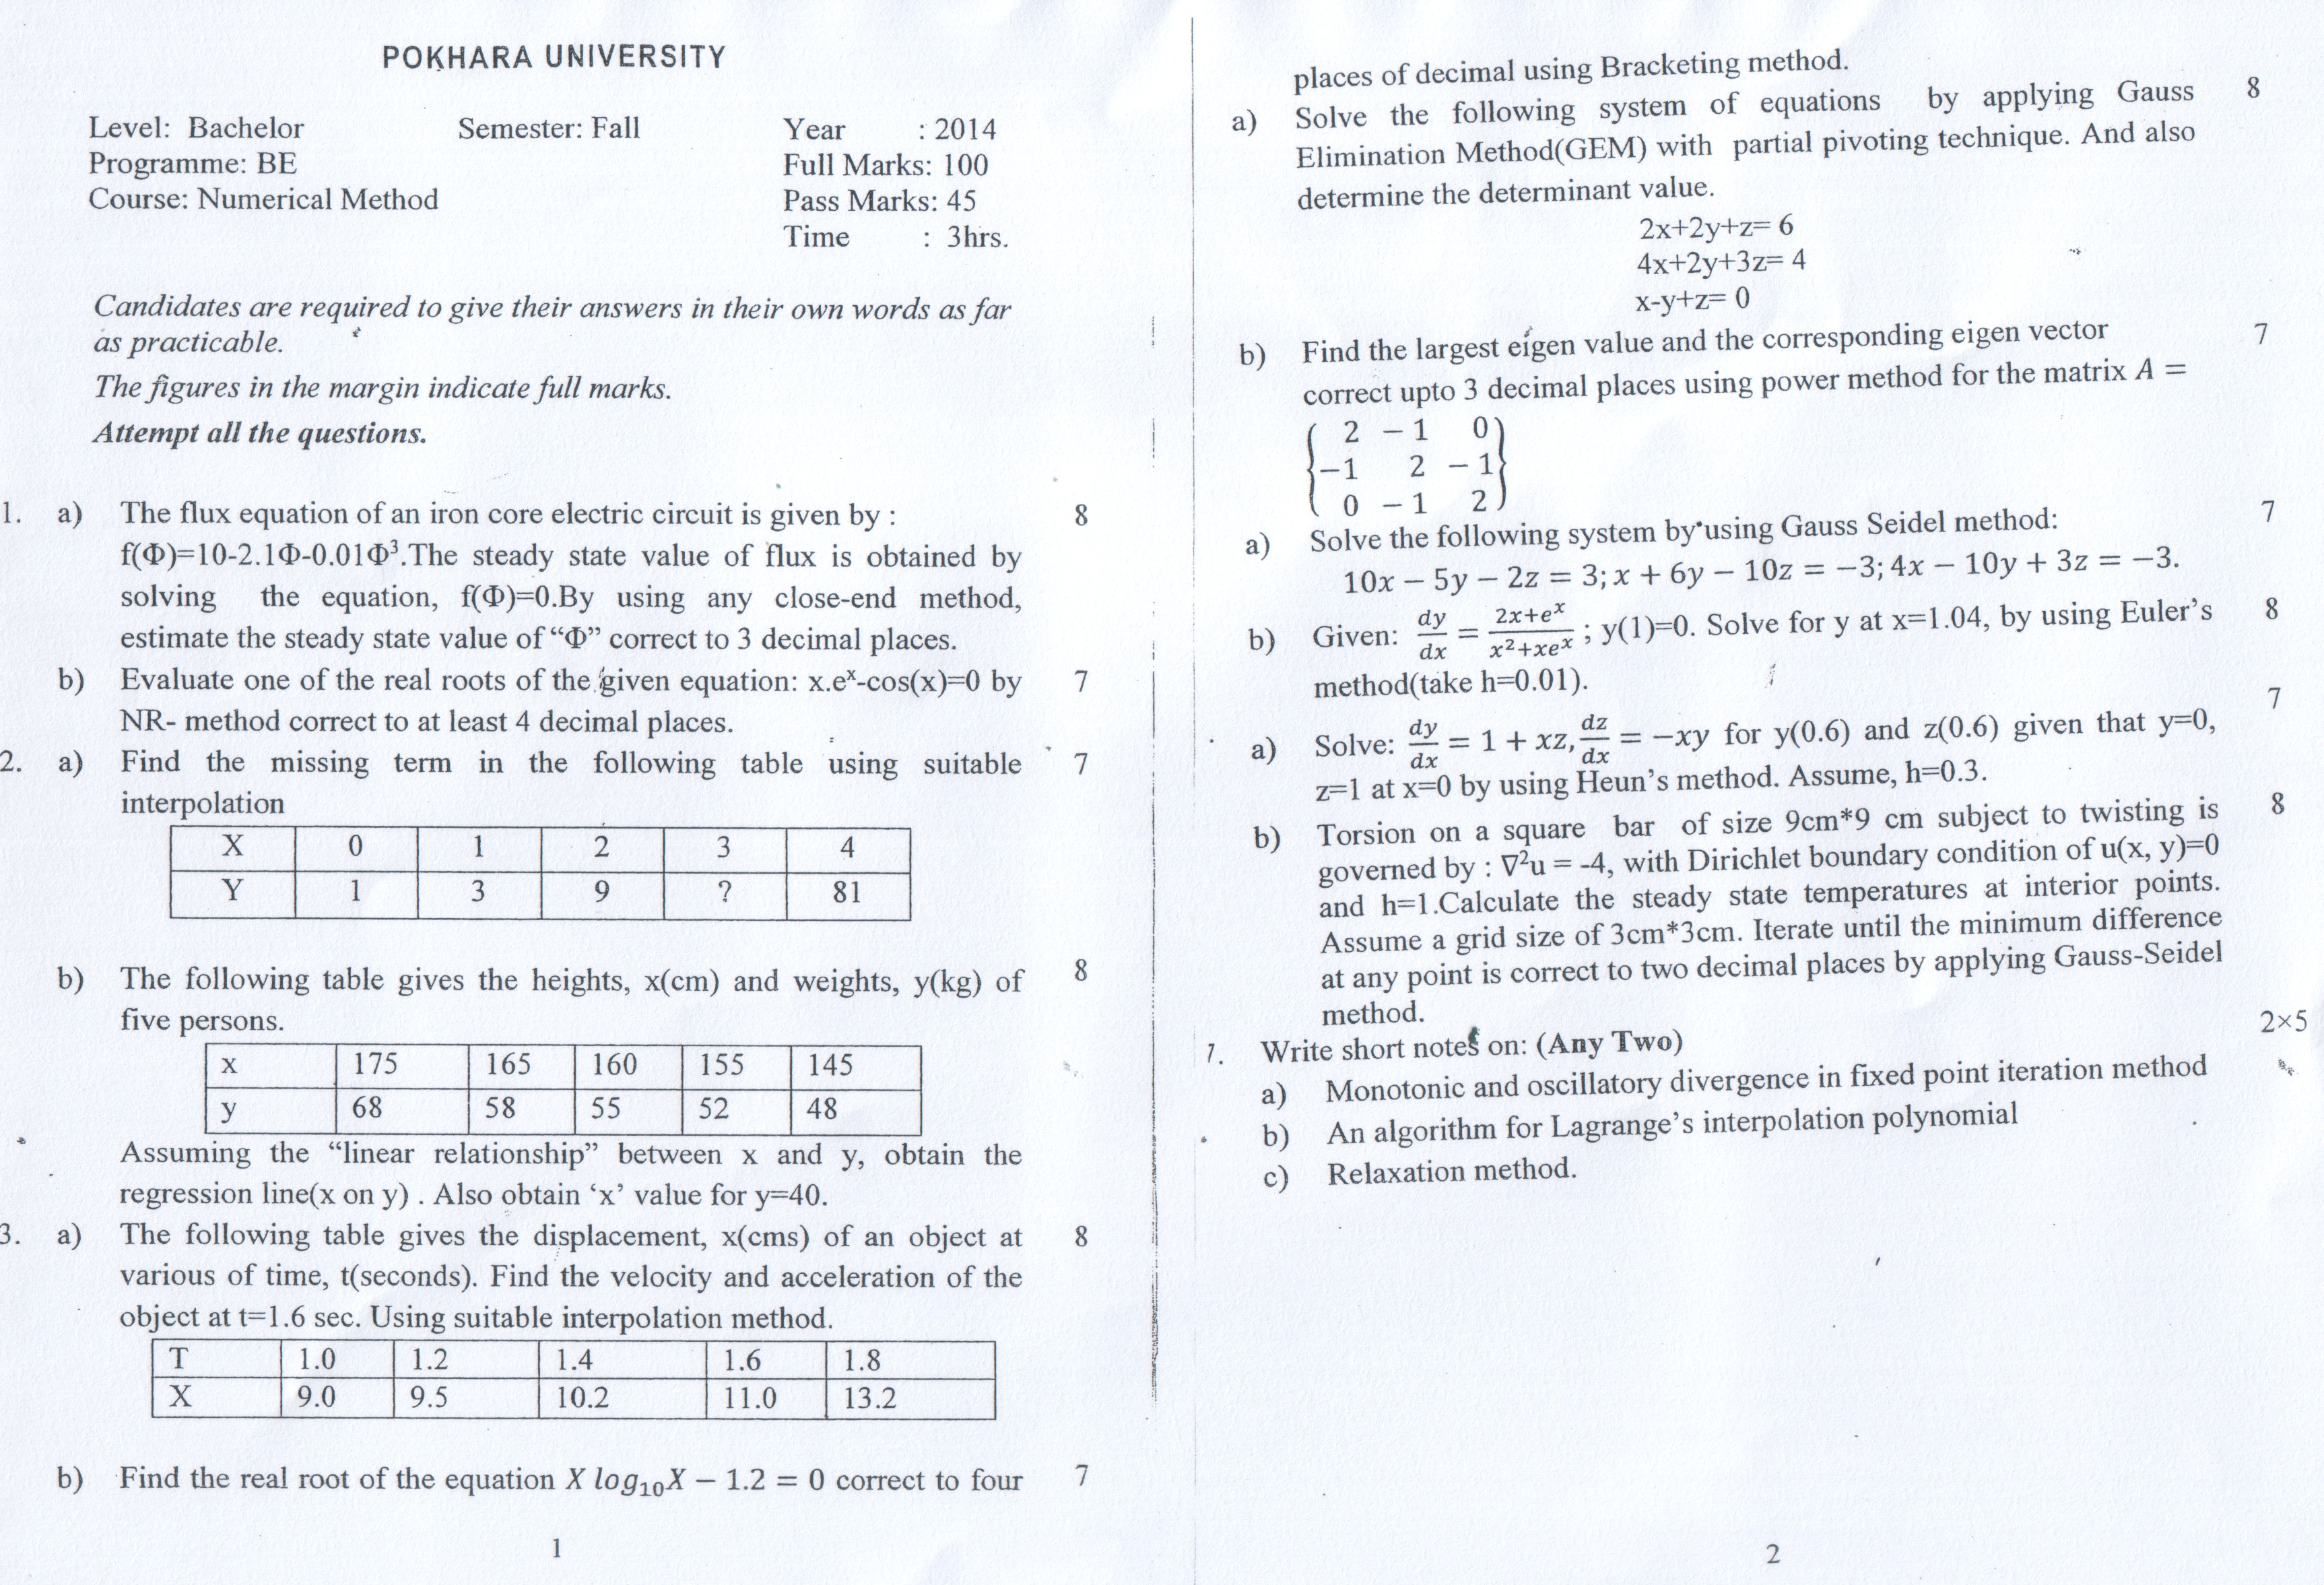 POKHARA UNIVERSITY
Level: Bachelor Semester: Fall Year : 2014
Programme: BE Full Marks: 100
Course: Numerical Method Pass Marks: 45
Time : 3hrs.
Candidates are required to give their answers in their own words as far
as practicable.
The figures in the margin indicate full marks.
Attempt all the questions.
1. a) The flux equation of an iron core electric circuit is given by : 8
f(Φ)=10-2.1Φ-0.01Φ³.The steady state value of flux is obtained by
solving the equation, f(Φ)=0.By using any close-end method,
estimate the steady state value of “Φ” correct to 3 decimal places.
b) Evaluate one of the real roots of the given equation: x.eˣ-cos(x)=0 by 7
NR- method correct to at least 4 decimal places.
2. a) Find the missing term in the following table using suitable 7
interpolation
X 0 1 2 3 4
Y 1 3 9 ? 81
b) The following table gives the heights, x(cm) and weights, y(kg) of 8
five persons.
x 175 165 160 155 145
y 68 58 55 52 48
Assuming the “linear relationship” between x and y, obtain the
regression line(x on y) . Also obtain ‘x’ value for y=40.
3. a) The following table gives the displacement, x(cms) of an object at 8
various of time, t(seconds). Find the velocity and acceleration of the
object at t=1.6 sec. Using suitable interpolation method.
T 1.0 1.2 1.4 1.6 1.8
X 9.0 9.5 10.2 11.0 13.2
b) Find the real root of the equation X log₁₀X − 1.2 = 0 correct to four 7
1
places of decimal using Bracketing method.
a) Solve the following system of equations by applying Gauss 8
Elimination Method(GEM) with partial pivoting technique. And also
determine the determinant value.
2x+2y+z= 6
4x+2y+3z= 4
x-y+z= 0
b) Find the largest eigen value and the corresponding eigen vector 7
correct upto 3 decimal places using power method for the matrix A =
2 − 1 0
−1 2 − 1
0 − 1 2
a) Solve the following system by using Gauss Seidel method: 7
10x − 5y − 2z = 3; x + 6y − 10z = −3; 4x − 10y + 3z = −3.
b) Given: dy/dx = (2x+eˣ)/(x²+xeˣ) ; y(1)=0. Solve for y at x=1.04, by using Euler’s 8
method(take h=0.01).
a) Solve: dy/dx = 1 + xz, dz/dx = −xy for y(0.6) and z(0.6) given that y=0, 7
z=1 at x=0 by using Heun’s method. Assume, h=0.3.
b) Torsion on a square bar of size 9cm*9 cm subject to twisting is 8
governed by : ∇²u = -4, with Dirichlet boundary condition of u(x, y)=0
and h=1.Calculate the steady state temperatures at interior points.
Assume a grid size of 3cm*3cm. Iterate until the minimum difference
at any point is correct to two decimal places by applying Gauss-Seidel
method.
7. Write short notes on: (Any Two) 2×5
a) Monotonic and oscillatory divergence in fixed point iteration method
b) An algorithm for Lagrange’s interpolation polynomial
c) Relaxation method.
2